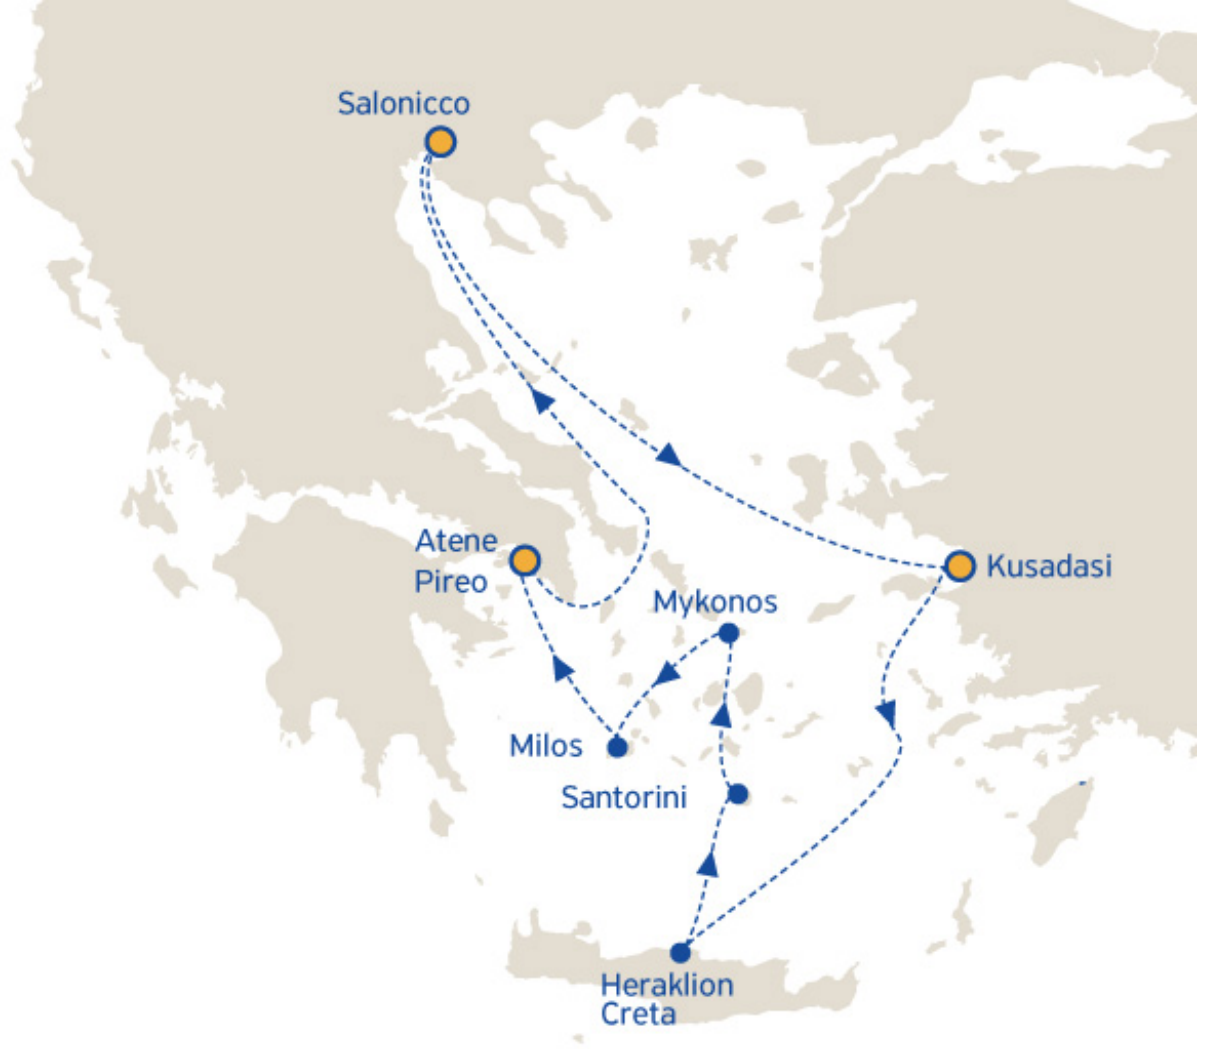 Salonicco
Atene
Pireo
Kusadasi
Mykonos
Milos
Santorini
Heraklion
Creta